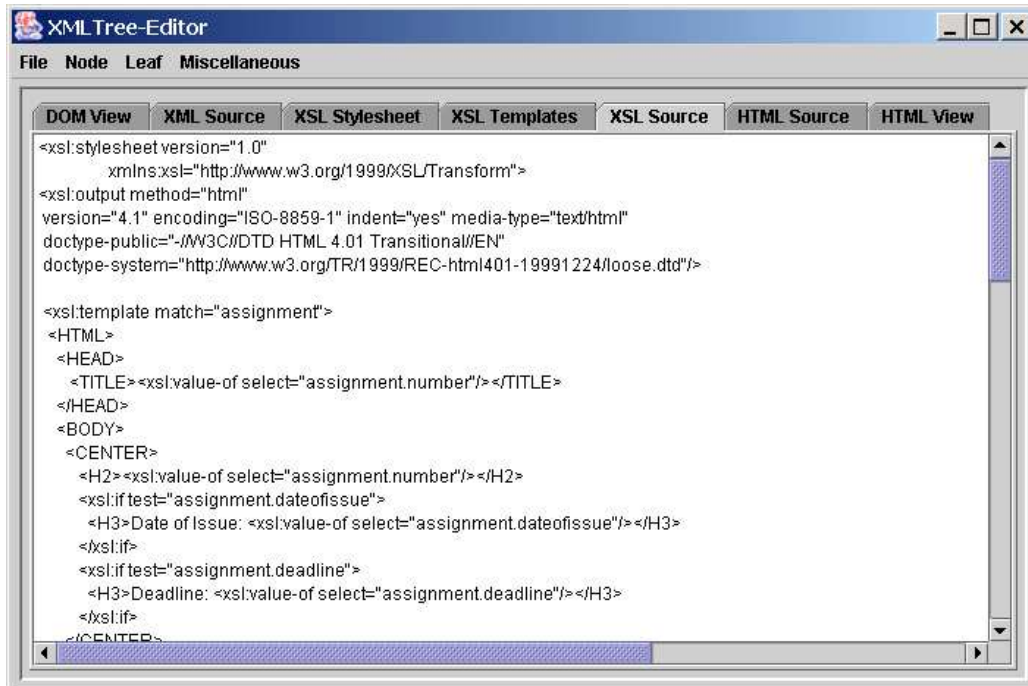 XMLTree-Editor
File Node Leaf Miscellaneous
DOM View XML Source XSL Stylesheet XSL Templates XSL Source HTML Source HTML View
<xsl:stylesheet version="1.0"
xmlns:xsl="http://www.w3.org/1999/XSL/Transform">
<xsl:output method="html"
version="4.1" encoding="ISO-8859-1" indent="yes" media-type="text/html"
doctype-public="-//W3C//DTD HTML 4.01 Transitional//EN"
doctype-system="http://www.w3.org/TR/1999/REC-html401-19991224/loose.dtd"/>
<xsl:template match="assignment">
<HTML>
<HEAD>
<TITLE><xsl:value-of select="assignment.number"/></TITLE>
</HEAD>
<BODY>
<CENTER>
<H2><xsl:value-of select="assignment.number"/></H2>
<xsl:if test="assignment.dateofissue">
<H3>Date of Issue: <xsl:value-of select="assignment.dateofissue"/></H3>
</xsl:if>
<xsl:if test="assignment.deadline">
<H3>Deadline: <xsl:value-of select="assignment.deadline"/></H3>
</xsl:if>
</CENTER>